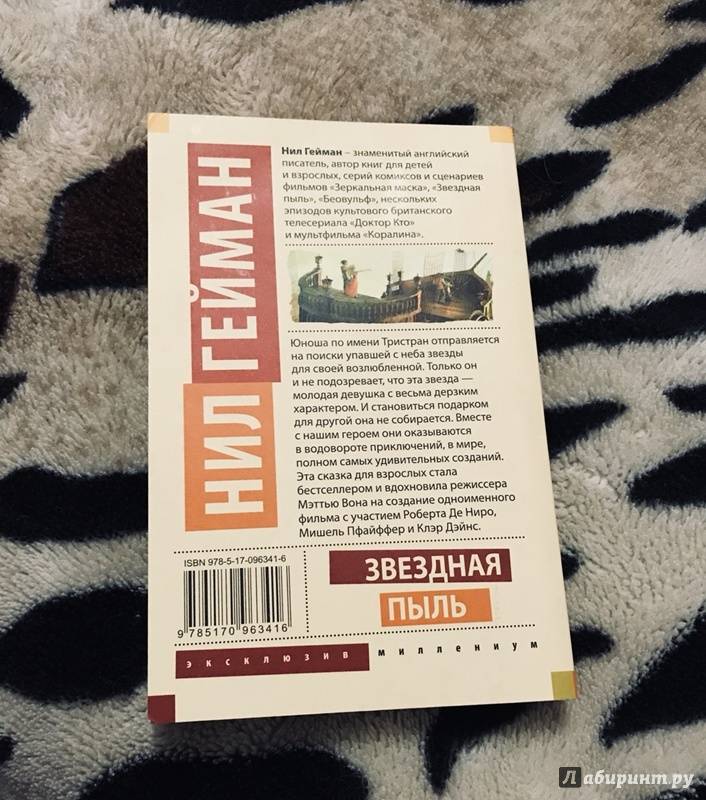 НИЛ
ГЕЙМАН
Нил Гейман – знаменитый английский
писатель, автор книг для детей
и взрослых, серий комиксов и сценариев
фильмов «Зеркальная маска», «Звездная
пыль», «Беовульф», нескольких
эпизодов культового британского
телесериала «Доктор Кто»
и мультфильма «Коралина».
Юноша по имени Тристран отправляется
на поиски упавшей с неба звезды
для своей возлюбленной. Только он
и не подозревает, что эта звезда —
молодая девушка с весьма дерзким
характером. И становиться подарком
для другой она не собирается. Вместе
с нашим героем они оказываются
в водовороте приключений, в мире,
полном самых удивительных созданий.
Эта сказка для взрослых стала
бестселлером и вдохновила режиссера
Мэттью Вона на создание одноименного
фильма с участием Роберта Де Ниро,
Мишель Пфайффер и Клэр Дэйнс.
ISBN 978-5-17-096341-6
9 785170 963416
ЗВЕЗДНАЯ
ПЫЛЬ
эксклюзив миллениум
Лабиринт.ру